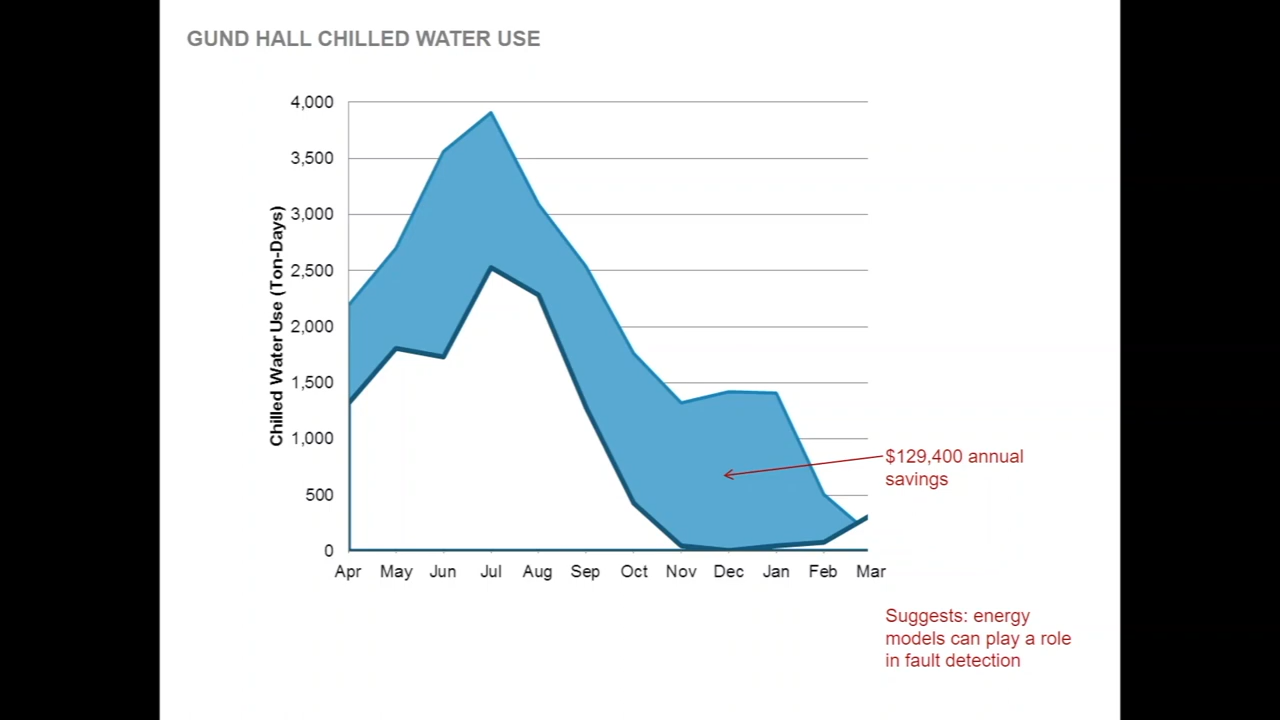 GUND HALL CHILLED WATER USE
4,000
3,500
3,000
2,500
2,000
1,500
1,000
500
0
Chilled Water Use (Ton-Days)
Apr May Jun Jul Aug Sep Oct Nov Dec Jan Feb Mar
$129,400 annual
savings
Suggests: energy
models can play a role
in fault detection